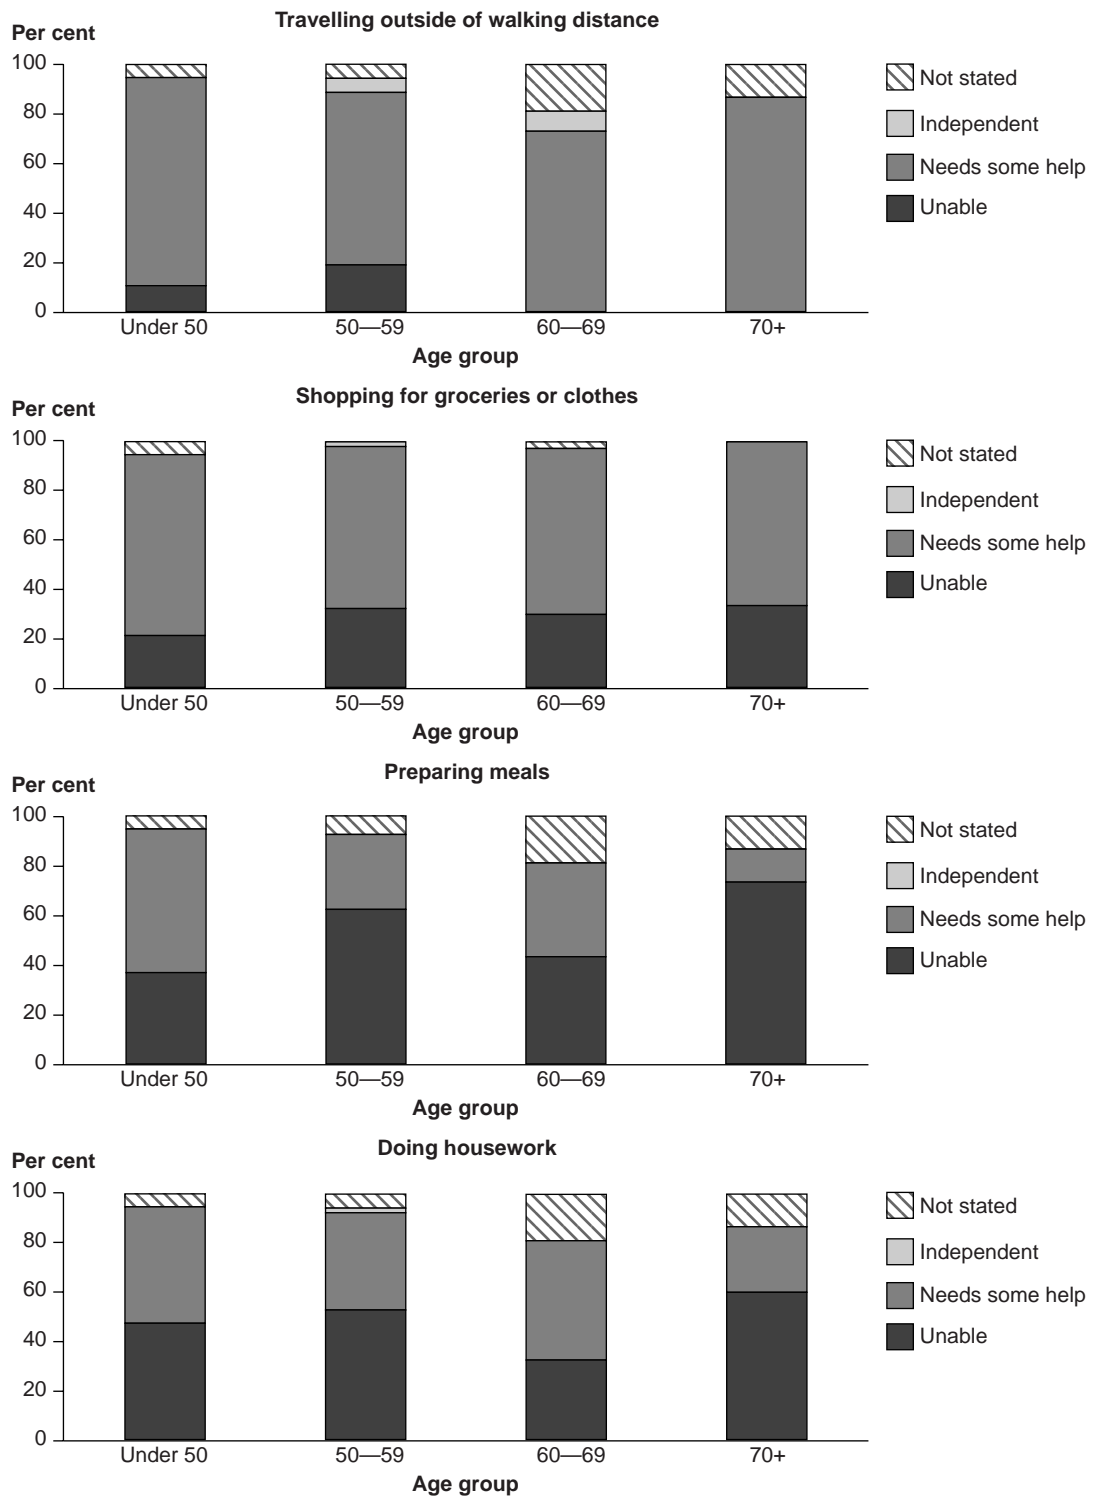 Travelling outside of walking distance
Per cent
100
80
60
40
20
0
Under 50 50—59 60—69 70+
Age group
Not stated
Independent
Needs some help
Unable
Shopping for groceries or clothes
Per cent
100
80
60
40
20
0
Under 50 50—59 60—69 70+
Age group
Not stated
Independent
Needs some help
Unable
Preparing meals
Per cent
100
80
60
40
20
0
Under 50 50—59 60—69 70+
Age group
Not stated
Independent
Needs some help
Unable
Doing housework
Per cent
100
80
60
40
20
0
Under 50 50—59 60—69 70+
Age group
Not stated
Independent
Needs some help
Unable